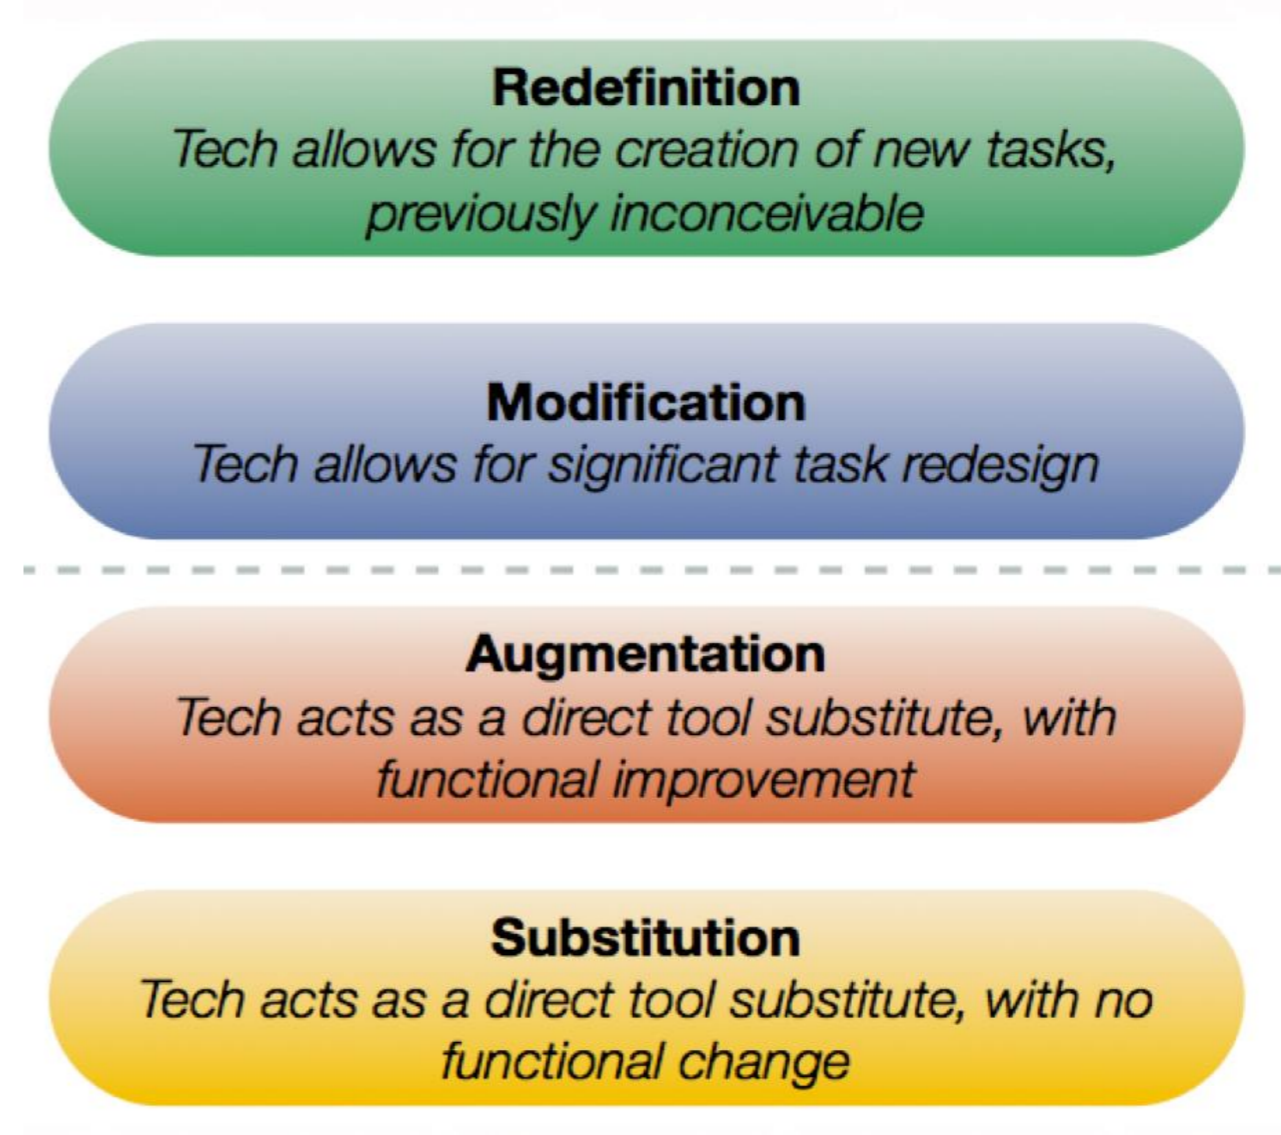 Redefinition
Tech allows for the creation of new tasks,
previously inconceivable
Modification
Tech allows for significant task redesign
Augmentation
Tech acts as a direct tool substitute, with
functional improvement
Substitution
Tech acts as a direct tool substitute, with no
functional change